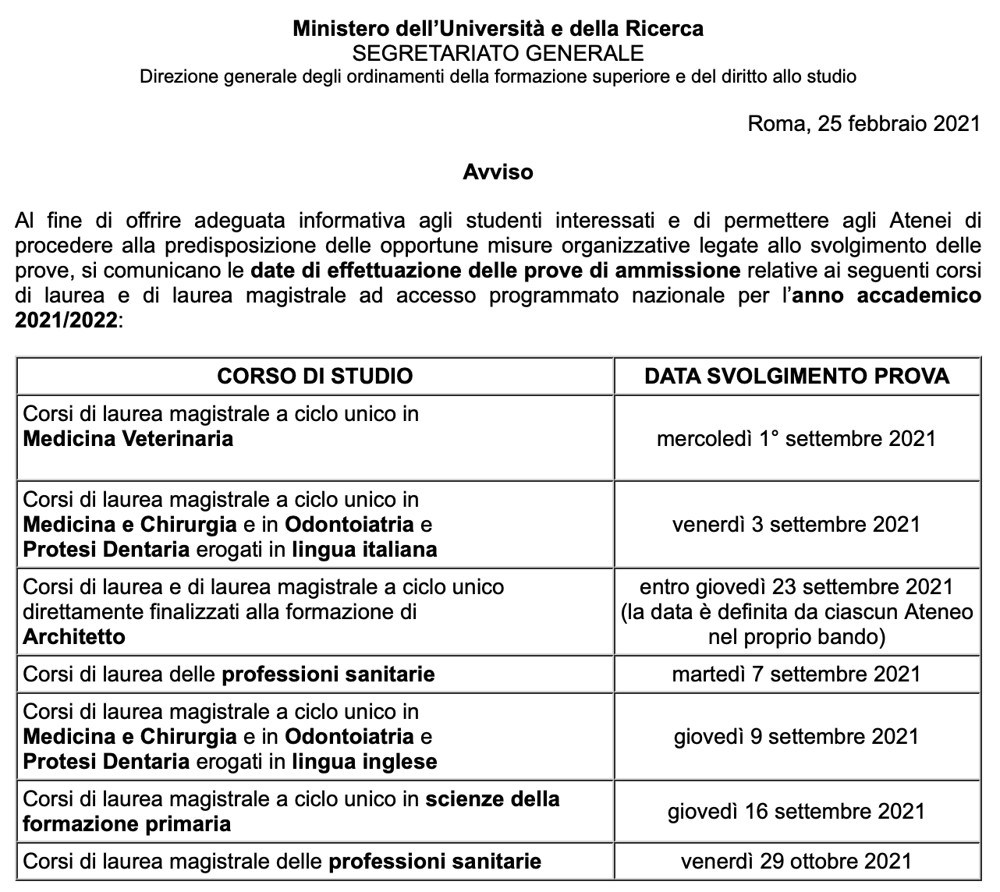 Ministero dell’Università e della Ricerca
SEGRETARIATO GENERALE
Direzione generale degli ordinamenti della formazione superiore e del diritto allo studio
Roma, 25 febbraio 2021
Avviso
Al fine di offrire adeguata informativa agli studenti interessati e di permettere agli Atenei di
procedere alla predisposizione delle opportune misure organizzative legate allo svolgimento delle
prove, si comunicano le date di effettuazione delle prove di ammissione relative ai seguenti corsi
di laurea e di laurea magistrale ad accesso programmato nazionale per l’anno accademico
2021/2022:
CORSO DI STUDIO
DATA SVOLGIMENTO PROVA
Corsi di laurea magistrale a ciclo unico in
Medicina Veterinaria
mercoledì 1° settembre 2021
Corsi di laurea magistrale a ciclo unico in
Medicina e Chirurgia e in Odontoiatria e
Protesi Dentaria erogati in lingua italiana
venerdì 3 settembre 2021
Corsi di laurea e di laurea magistrale a ciclo unico
direttamente finalizzati alla formazione di
Architetto
entro giovedì 23 settembre 2021
(la data è definita da ciascun Ateneo
nel proprio bando)
Corsi di laurea delle professioni sanitarie
martedì 7 settembre 2021
Corsi di laurea magistrale a ciclo unico in
Medicina e Chirurgia e in Odontoiatria e
Protesi Dentaria erogati in lingua inglese
giovedì 9 settembre 2021
Corsi di laurea magistrale a ciclo unico in scienze della
formazione primaria
giovedì 16 settembre 2021
Corsi di laurea magistrale delle professioni sanitarie
venerdì 29 ottobre 2021